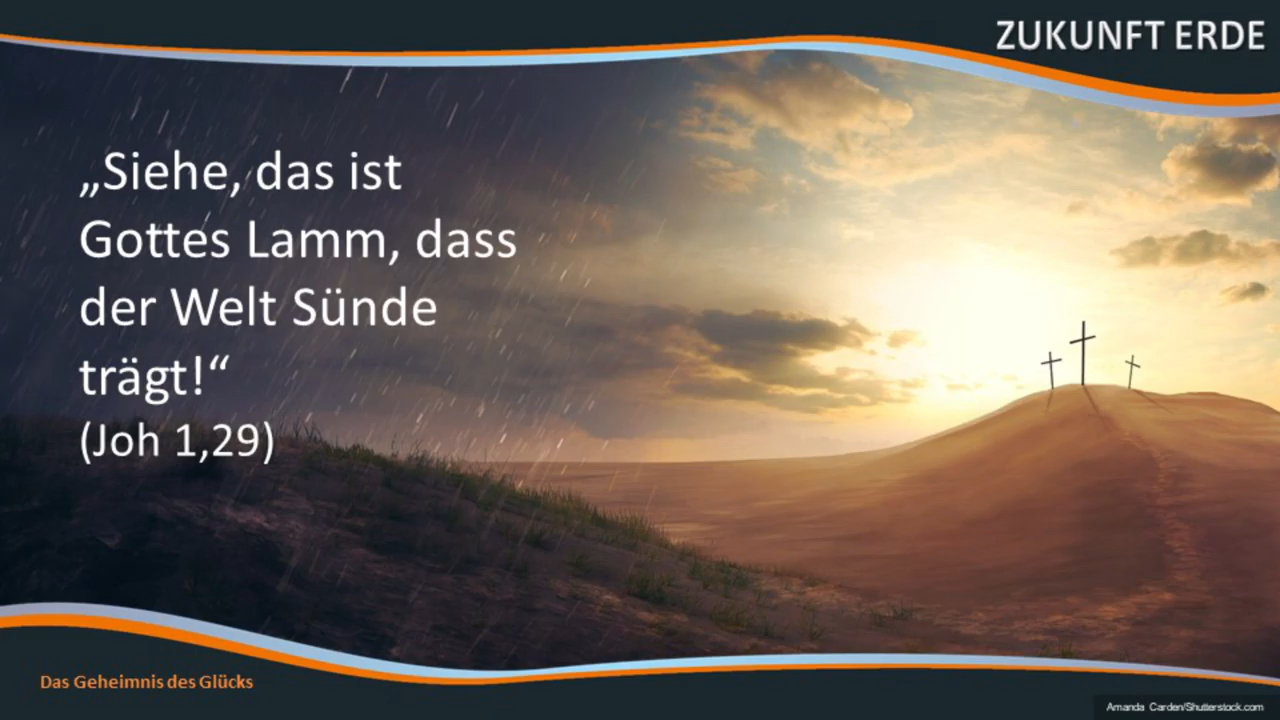 ZUKUNFT ERDE
„Siehe, das ist
Gottes Lamm, dass
der Welt Sünde
trägt!“
(Joh 1,29)
Das Geheimnis des Glücks
Amanda Carden/Shutterstock.com